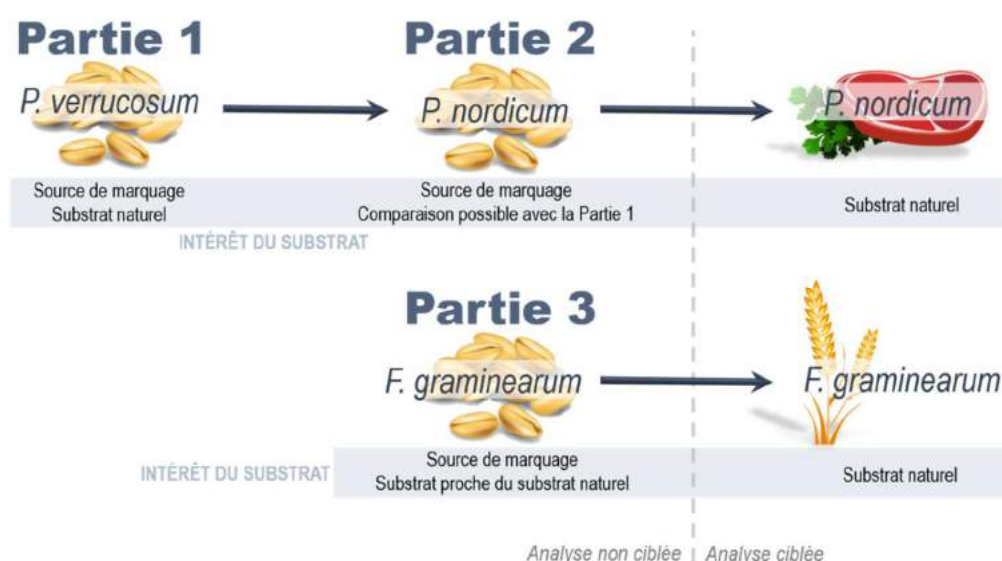 Partie 1
Partie 2
P. verrucosum
P. nordicum
P. nordicum
Source de marquage
Substrat naturel
Source de marquage
Comparaison possible avec la Partie 1
Substrat naturel
INTÉRÊT DU SUBSTRAT
Partie 3
F. graminearum
F. graminearum
INTÉRÊT DU SUBSTRAT
Source de marquage
Substrat proche du substrat naturel
Substrat naturel
Analyse non ciblée
Analyse ciblée